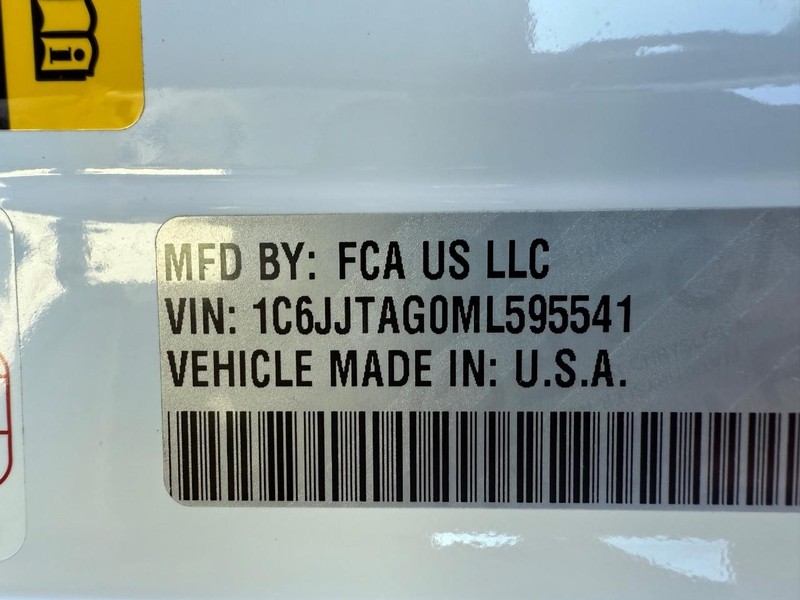 MFD BY: FCA US LLC
VIN: 1C6JJTAG0ML595541
VEHICLE MADE IN: U.S.A.